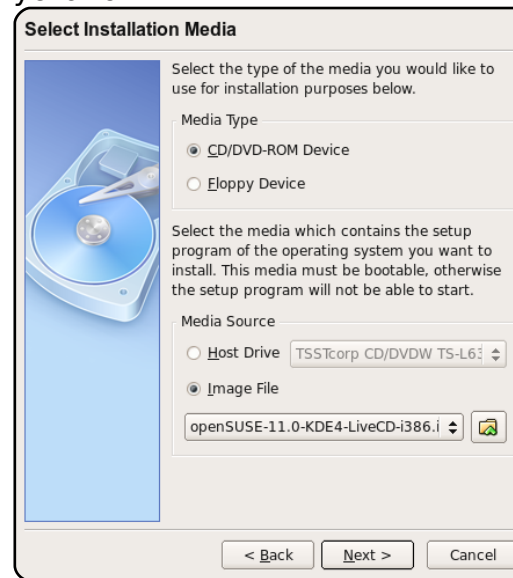 Select Installation Media
Select the type of the media you would like to
use for installation purposes below.
Media Type
CD/DVD-ROM Device
Floppy Device
Select the media which contains the setup
program of the operating system you want to
install. This media must be bootable, otherwise
the setup program will not be able to start.
Media Source
Host Drive TSSTcorp CD/DVDW TS-L63
Image File
openSUSE-11.0-KDE4-LiveCD-i386.i
< Back Next > Cancel